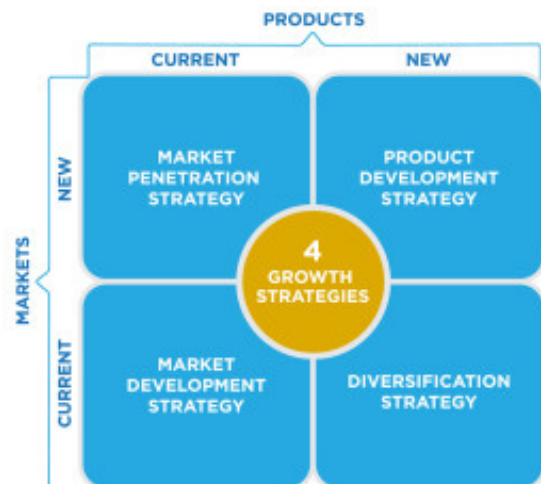 PRODUCTS
CURRENT
NEW
MARKETS
NEW
MARKET
PENETRATION
STRATEGY
PRODUCT
DEVELOPMENT
STRATEGY
4
GROWTH
STRATEGIES
CURRENT
MARKET
DEVELOPMENT
STRATEGY
DIVERSIFICATION
STRATEGY